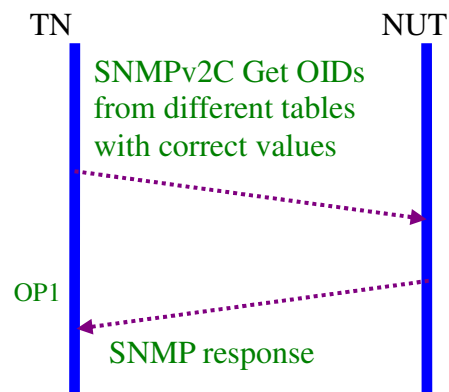 TN
NUT
SNMPv2C Get OIDs
from different tables
with correct values
OP1
SNMP response